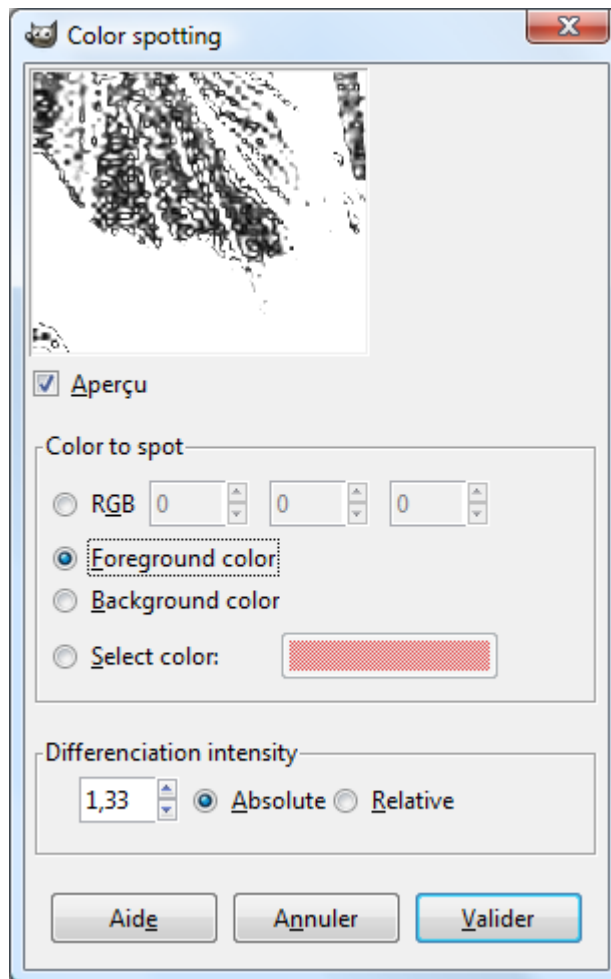 Color spotting
Aperçu
Color to spot
RGB 0 0 0
Foreground color
Background color
Select color:
Differenciation intensity
1,33 Absolute Relative
Aide Annuler Valider